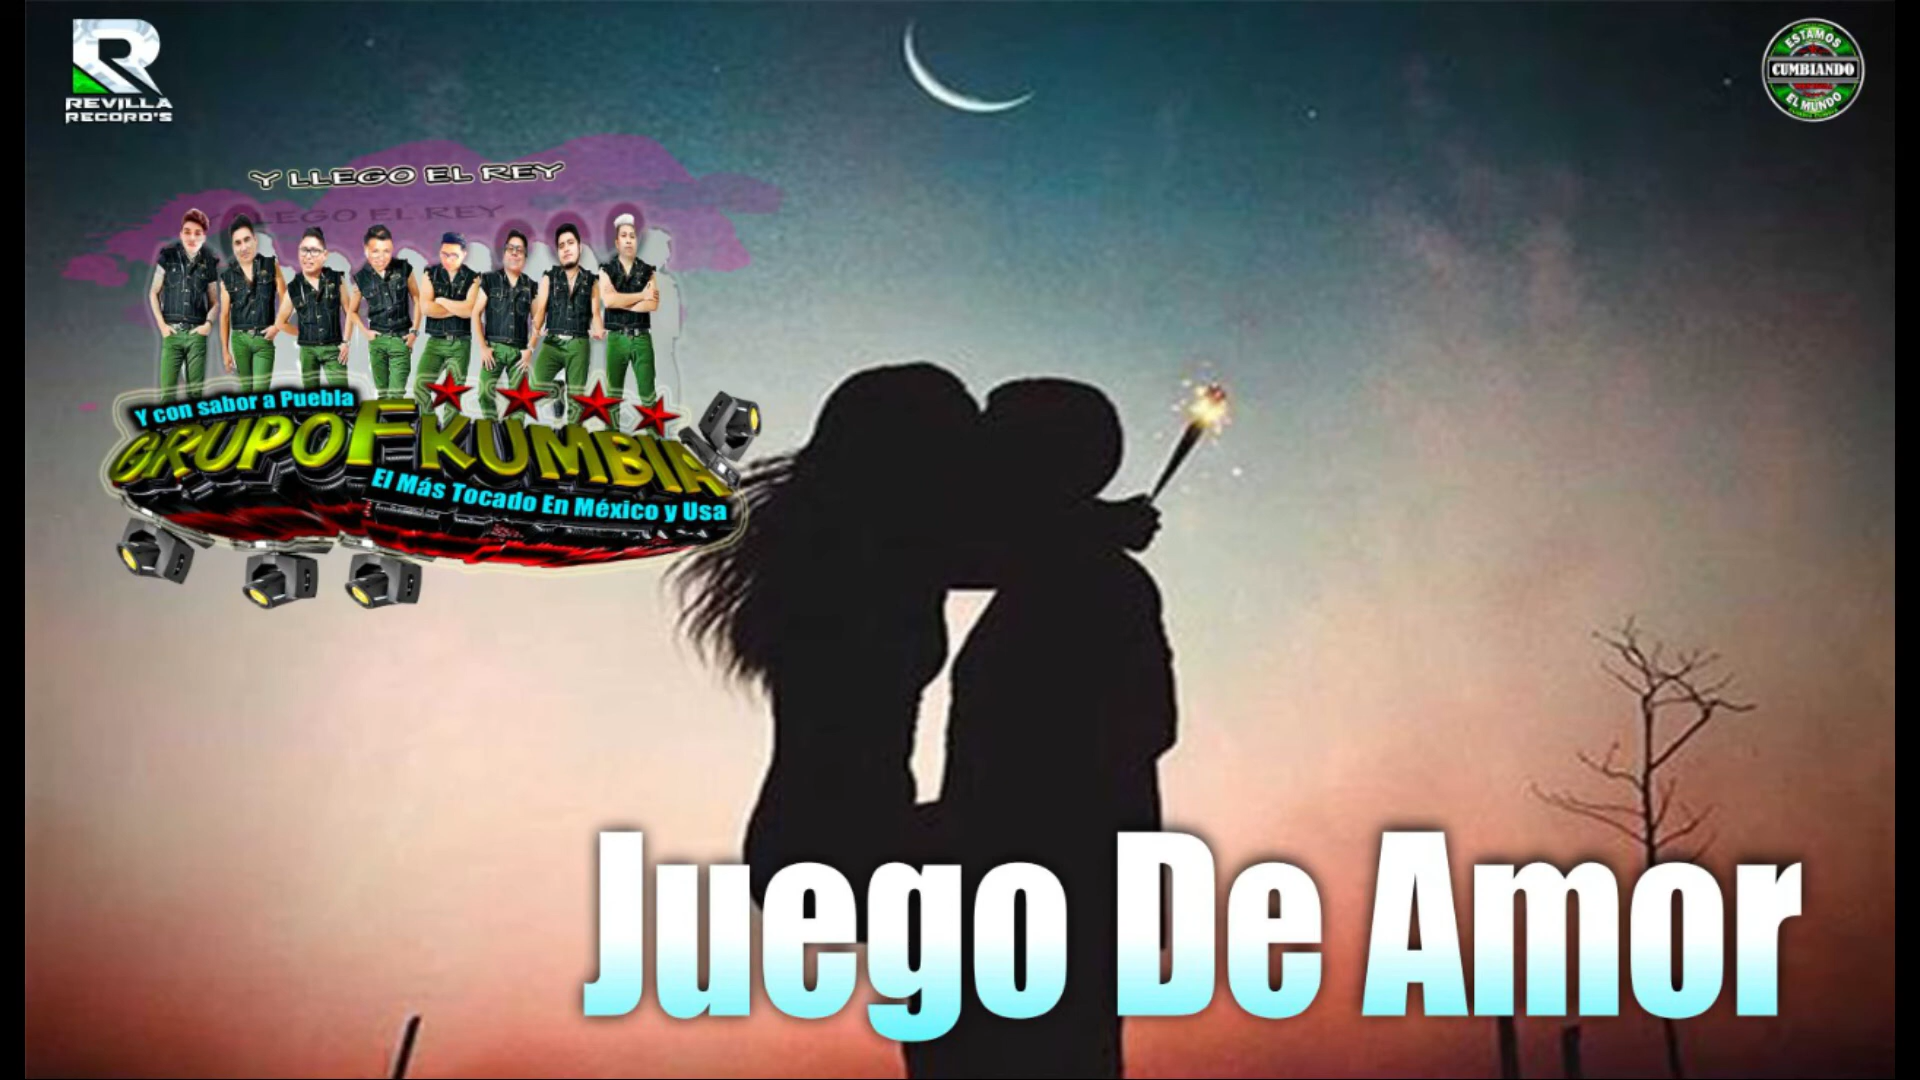 REVILLA
RECORD'S
ESTAMOS
CUMBIANDO
EL MUNDO
Y LLEGO EL REY
Y LLEGO EL REY
Y con sabor a Puebla
GRUPO F KUMBIA
El Más Tocado En México y Usa
Juego De Amor